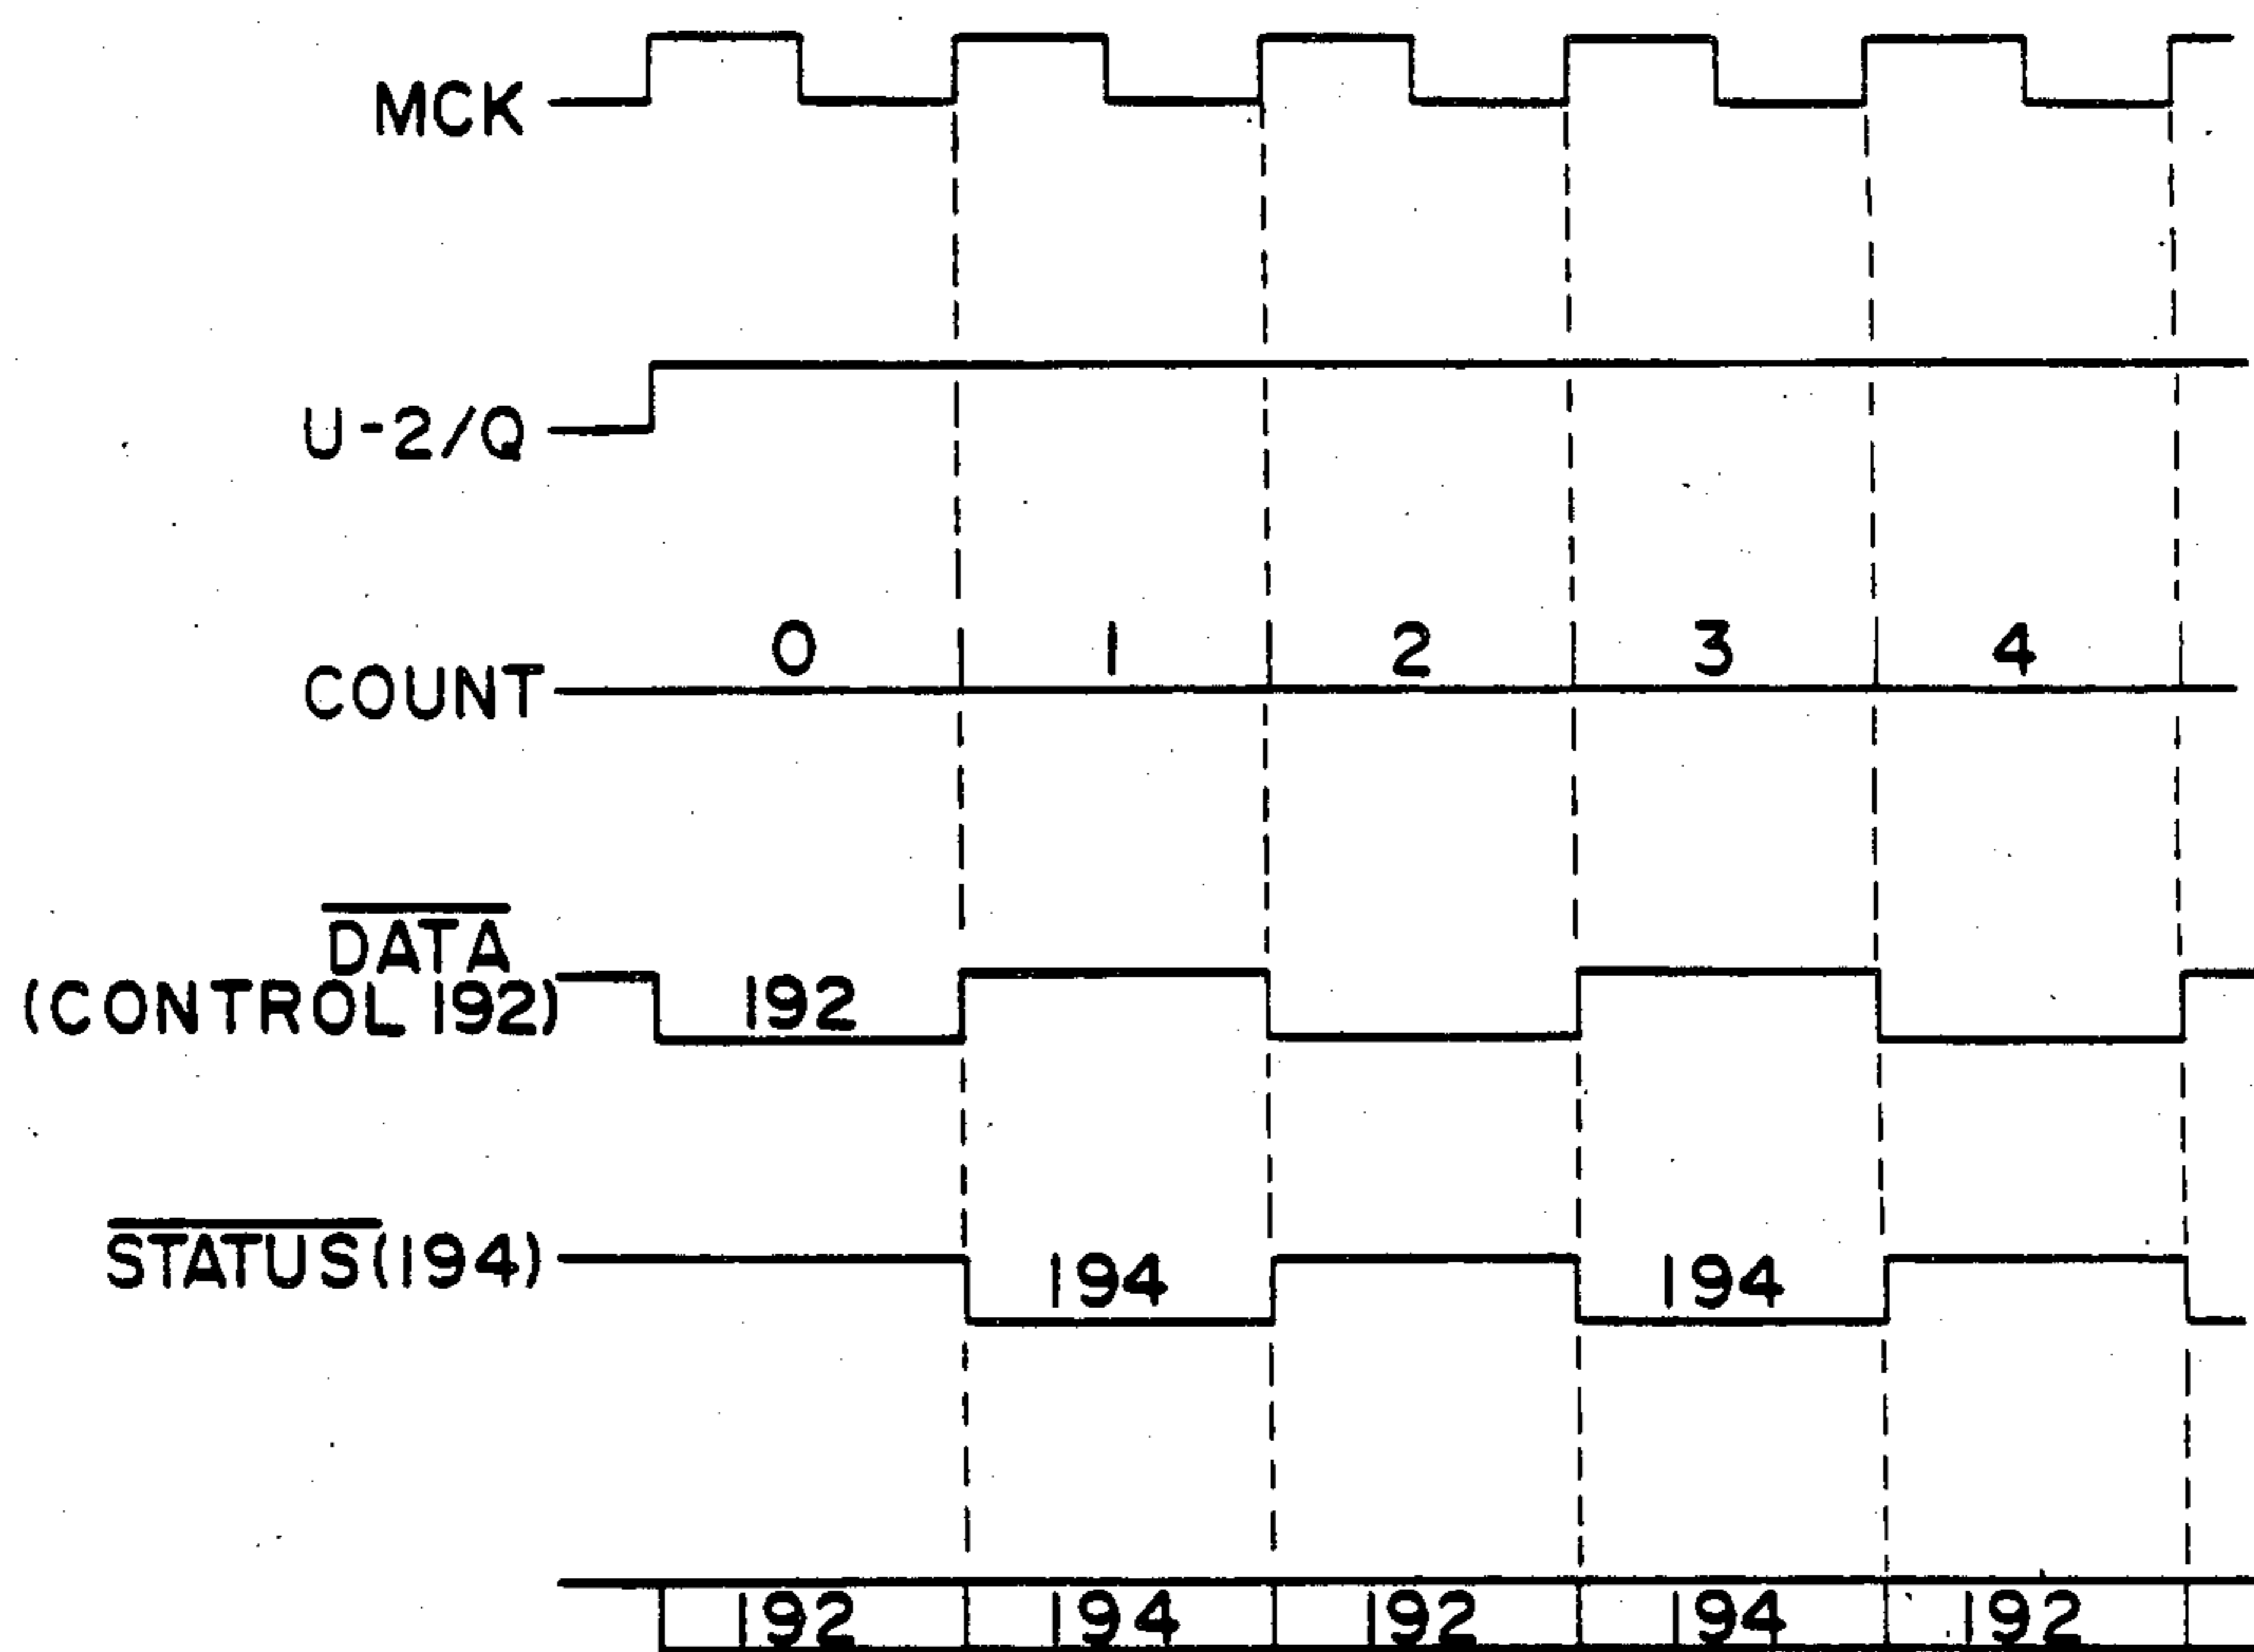 MCK
U-2/Q
COUNT 0 1 2 3 4
DATA
(CONTROL 192) 192
STATUS(194) 194 194
192 194 192 194 192